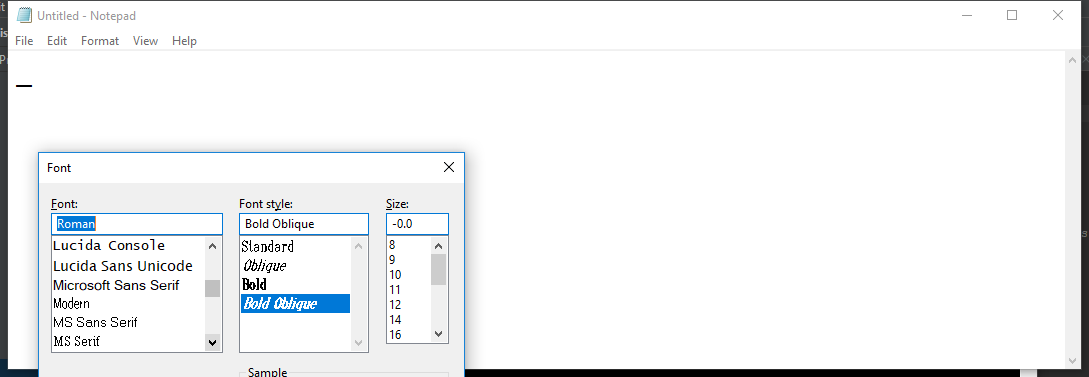 Untitled - Notepad
File Edit Format View Help
_
Font
Font: Font style: Size:
Roman Bold Oblique -0.0
Lucida Console
Lucida Sans Unicode
Microsoft Sans Serif
Modern
MS Sans Serif
MS Serif
Standard
Oblique
Bold
Bold Oblique
8
9
10
11
12
14
16
Sample